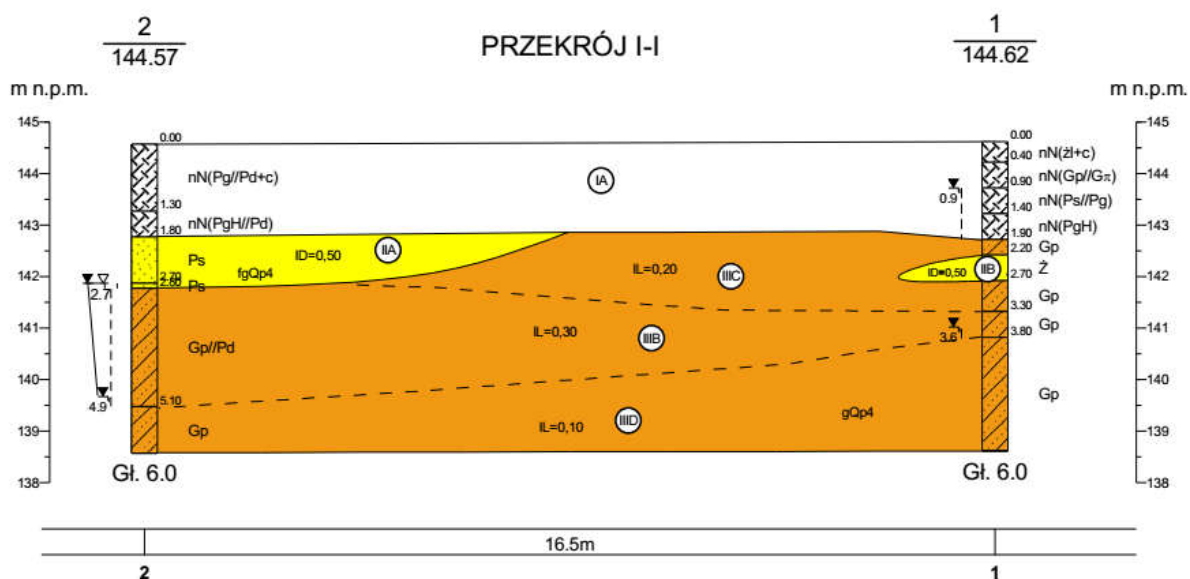 2
144.57
PRZEKRÓJ I-I
1
144.62
m n.p.m.
m n.p.m.
145
144
143
142
141
140
139
138
0.00
nN(Pg//Pd+c)
1.30
nN(PgH//Pd)
1.80
Ps
2.70
2.80
Ps
Gp//Pd
5.10
Gp
Gł. 6.0
2.7
4.9
IA
ID=0,50
IIA
fgQp4
IL=0,20
IIIC
IL=0,30
IIIB
IL=0,10
IIID
gQp4
ID=0,50
IIB
0.9
3.6
0.00
0.40 nN(żl+c)
0.90 nN(Gp//Gπ)
1.40 nN(Ps//Pg)
1.90 nN(PgH)
2.20 Gp
2.70 Ż
3.30 Gp
3.80 Gp
Gp
Gł. 6.0
145
144
143
142
141
140
139
138
16.5m
2
1